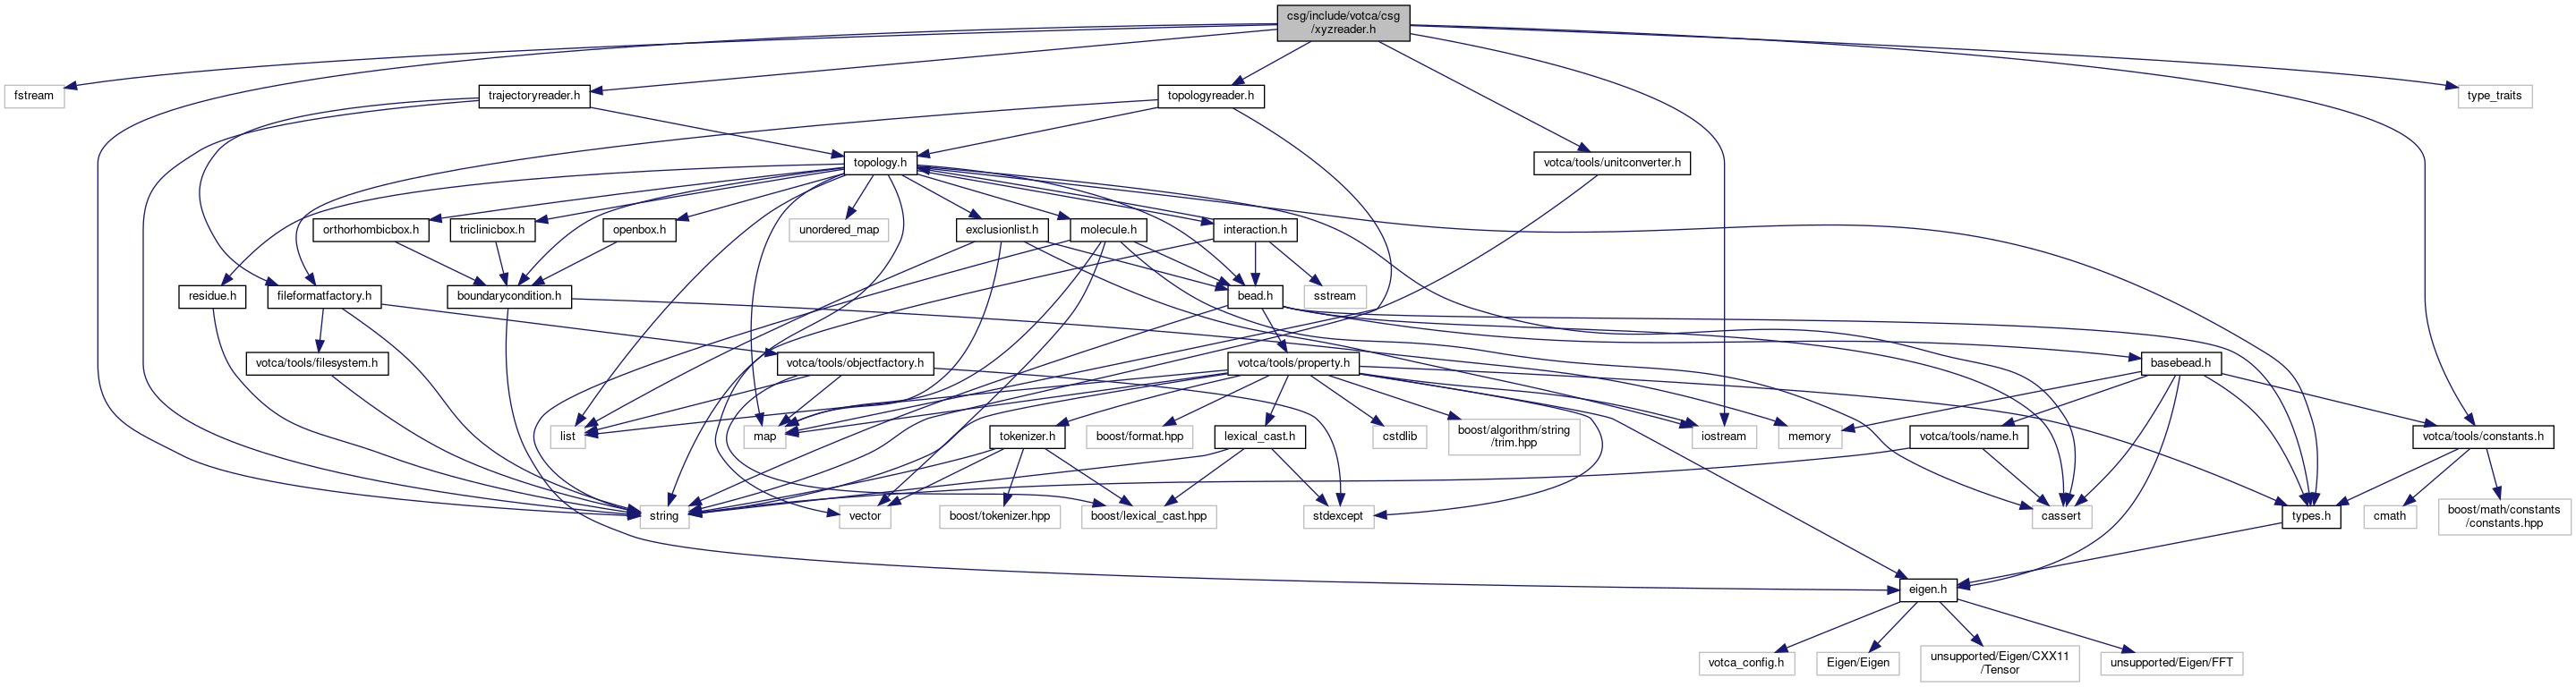 csg/include/votca/csg
/xyzreader.h
fstream
trajectoryreader.h
topologyreader.h
type_traits
topology.h
votca/tools/unitconverter.h
orthorhombicbox.h
triclinicbox.h
openbox.h
unordered_map
exclusionlist.h
molecule.h
interaction.h
residue.h
fileformatfactory.h
boundarycondition.h
bead.h
sstream
votca/tools/filesystem.h
votca/tools/objectfactory.h
votca/tools/property.h
basebead.h
list
map
tokenizer.h
boost/format.hpp
lexical_cast.h
cstdlib
boost/algorithm/string
/trim.hpp
iostream
memory
votca/tools/name.h
votca/tools/constants.h
string
vector
boost/tokenizer.hpp
boost/lexical_cast.hpp
stdexcept
cassert
types.h
cmath
boost/math/constants
/constants.hpp
eigen.h
votca_config.h
Eigen/Eigen
unsupported/Eigen/CXX11
/Tensor
unsupported/Eigen/FFT